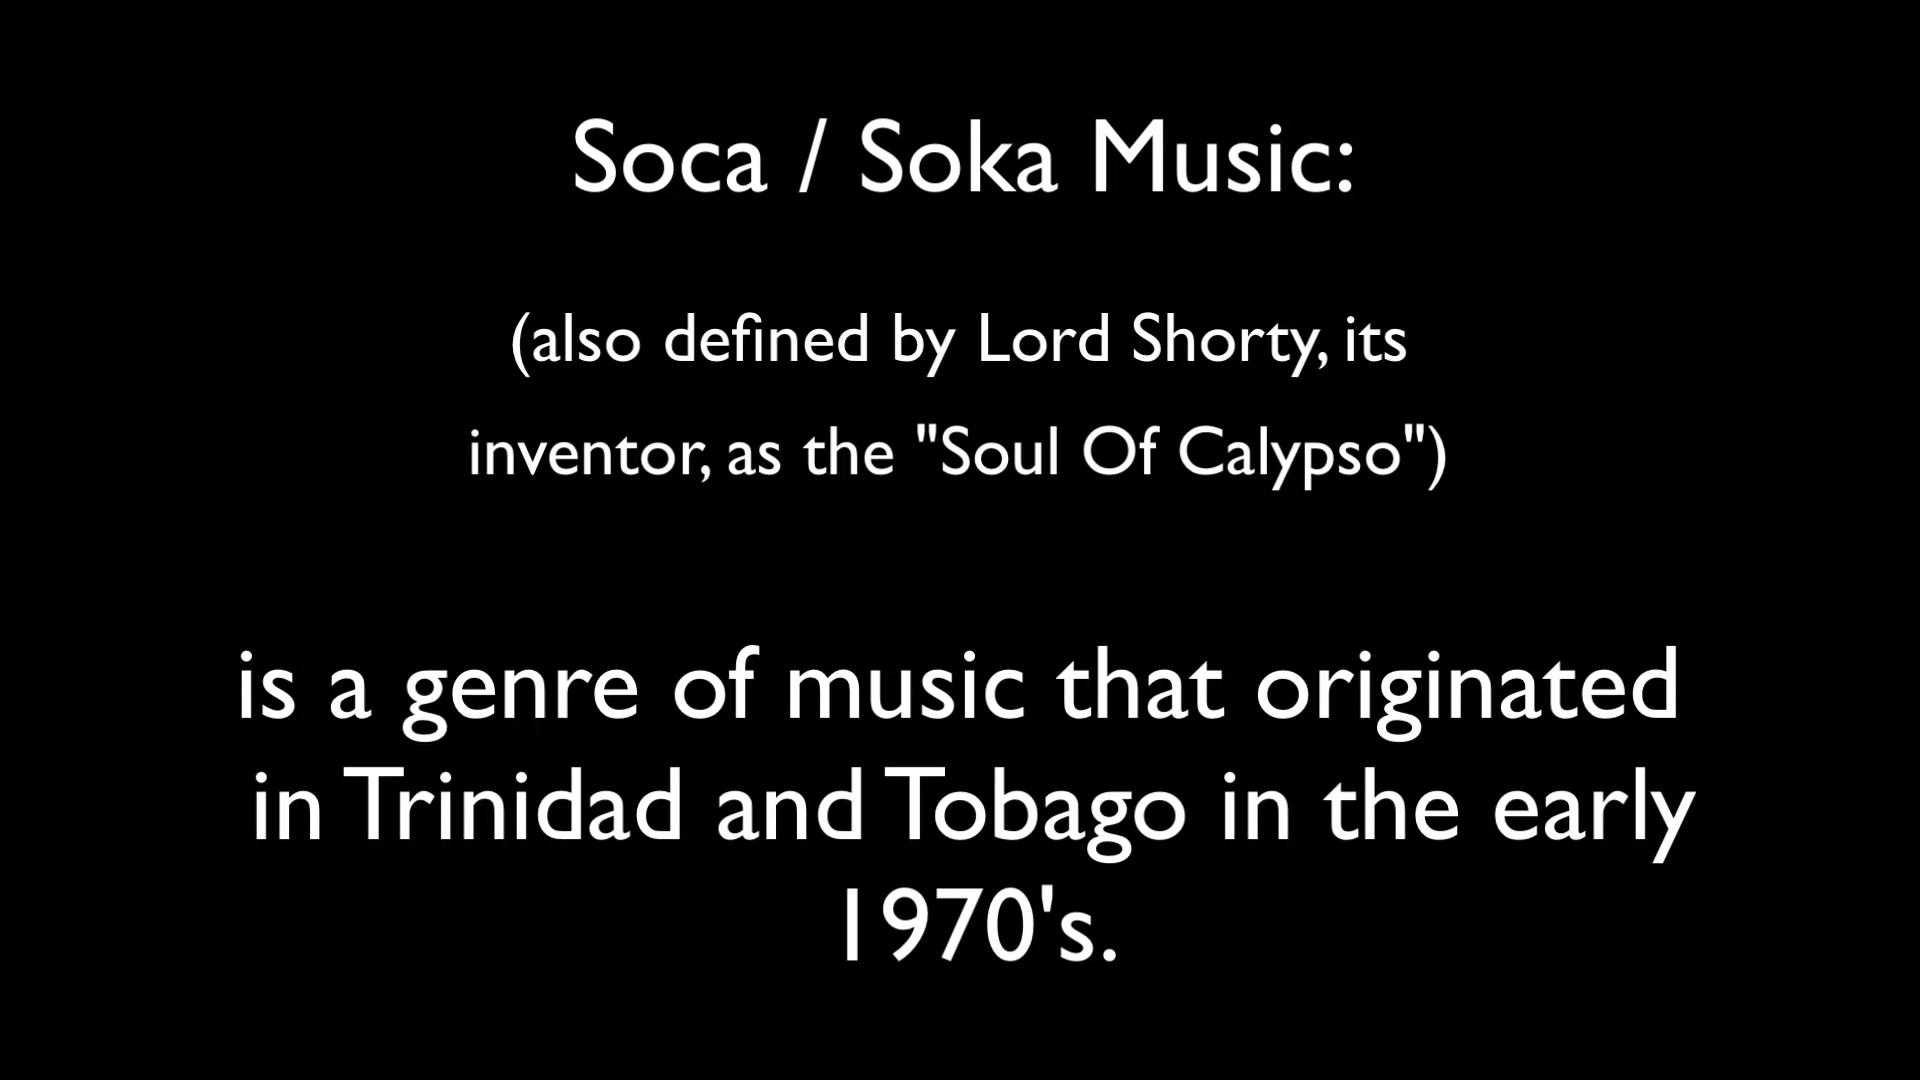 Soca / Soka Music:
(also defined by Lord Shorty, its
inventor, as the "Soul Of Calypso")
is a genre of music that originated
in Trinidad and Tobago in the early
1970's.